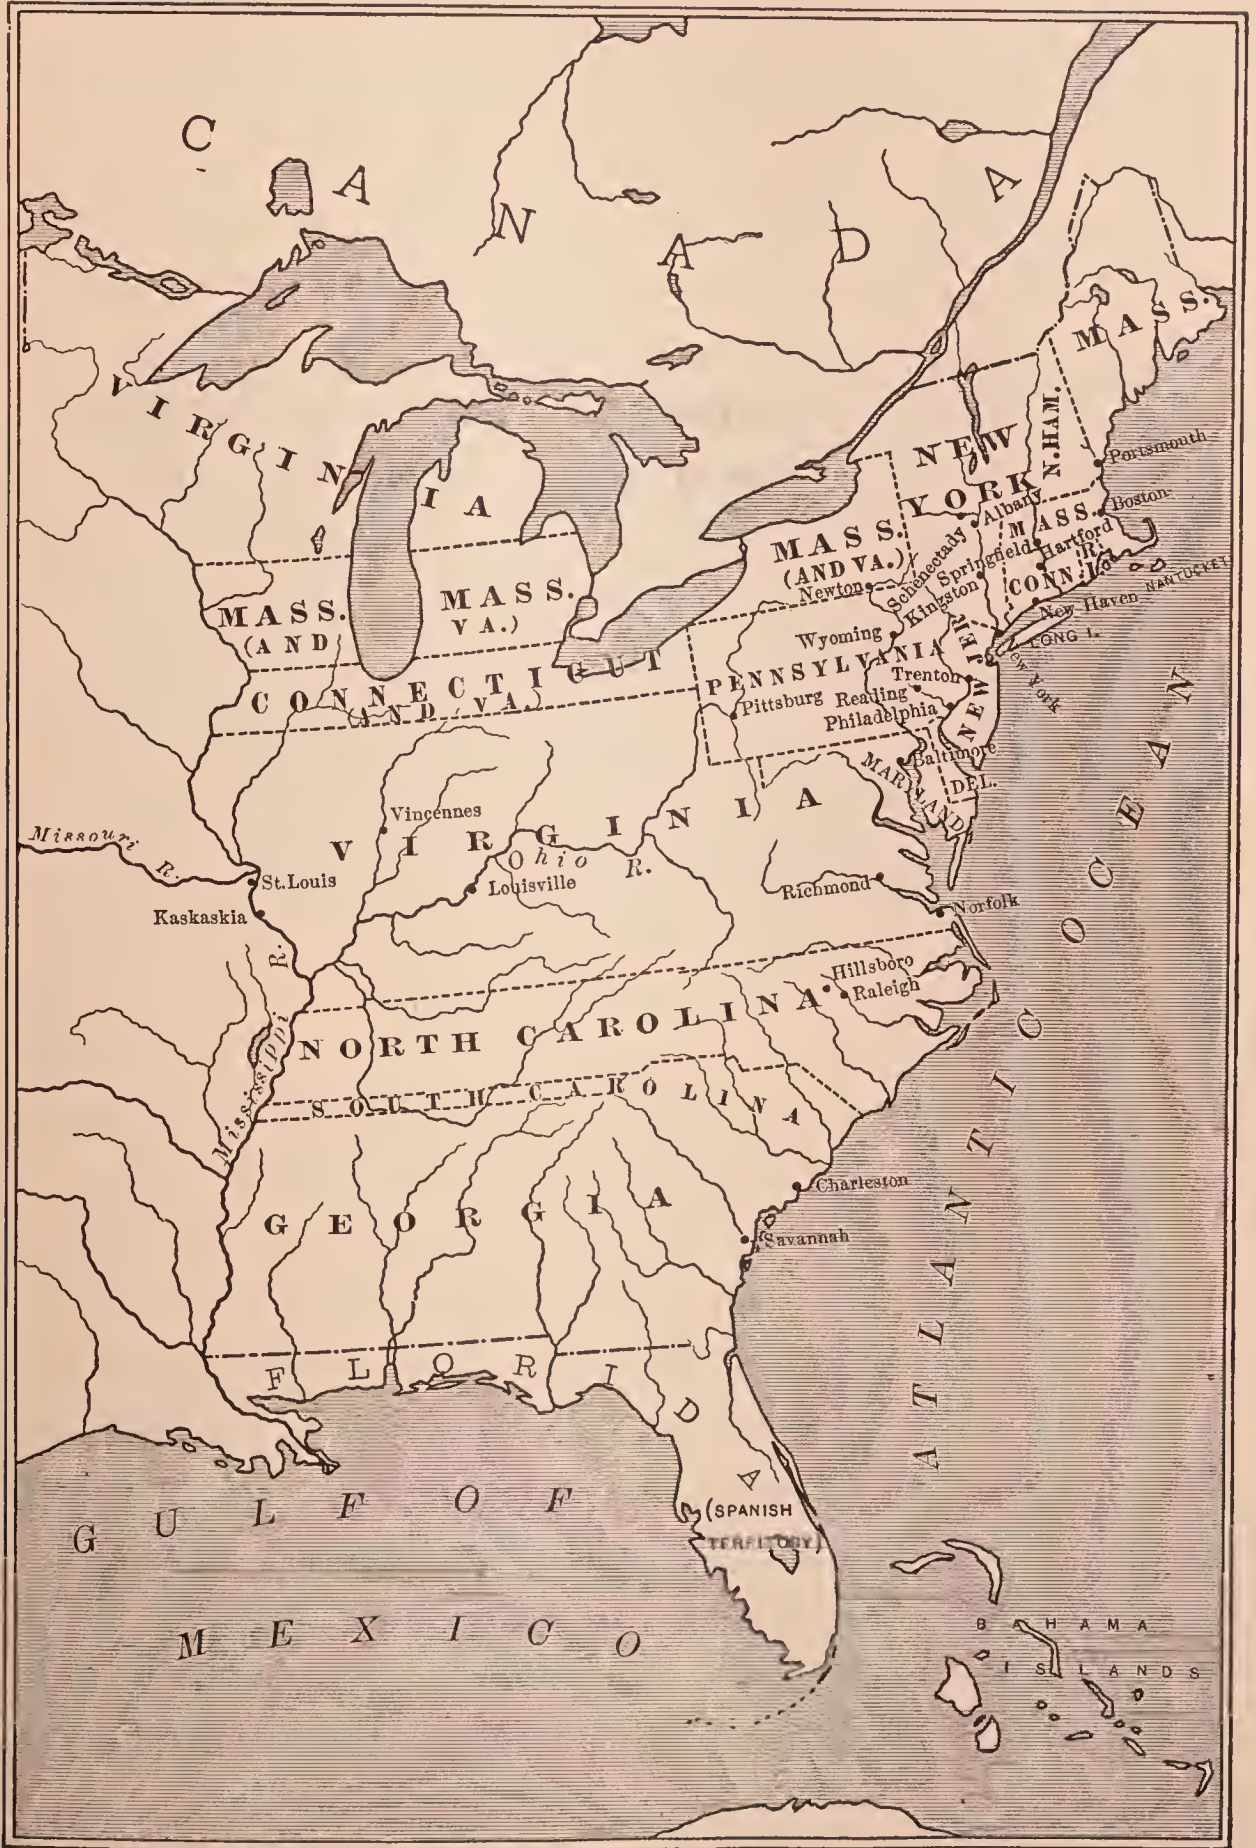 CANADA
VIRGINIA
MASS.
NEW
YORK
N.HAM.
Portsmouth
Albany
MASS.
Boston
MASS.
(AND VA.)
Schenectady
Springfield
Hartford
R.I.
CONN.
Newton
Kingston
New Haven
NANTUCKET
LONG I.
New York
MASS.
(AND
MASS.
VA.)
CONNECTICUT
(AND VA.)
Wyoming
PENNSYLVANIA
Trenton
NEW JER.
Pittsburg
Reading
Philadelphia
Baltimore
MARYLAND
DEL.
Vincennes
VIRGINIA
Missouri R.
Ohio R.
St. Louis
Louisville
Richmond
Kaskaskia
Norfolk
Mississippi R.
Hillsboro
Raleigh
NORTH CAROLINA
SOUTH CAROLINA
Charleston
GEORGIA
Savannah
FLORIDA
(SPANISH
TERRITORY)
ATLANTIC OCEAN
GULF OF
MEXICO
BAHAMA
ISLANDS